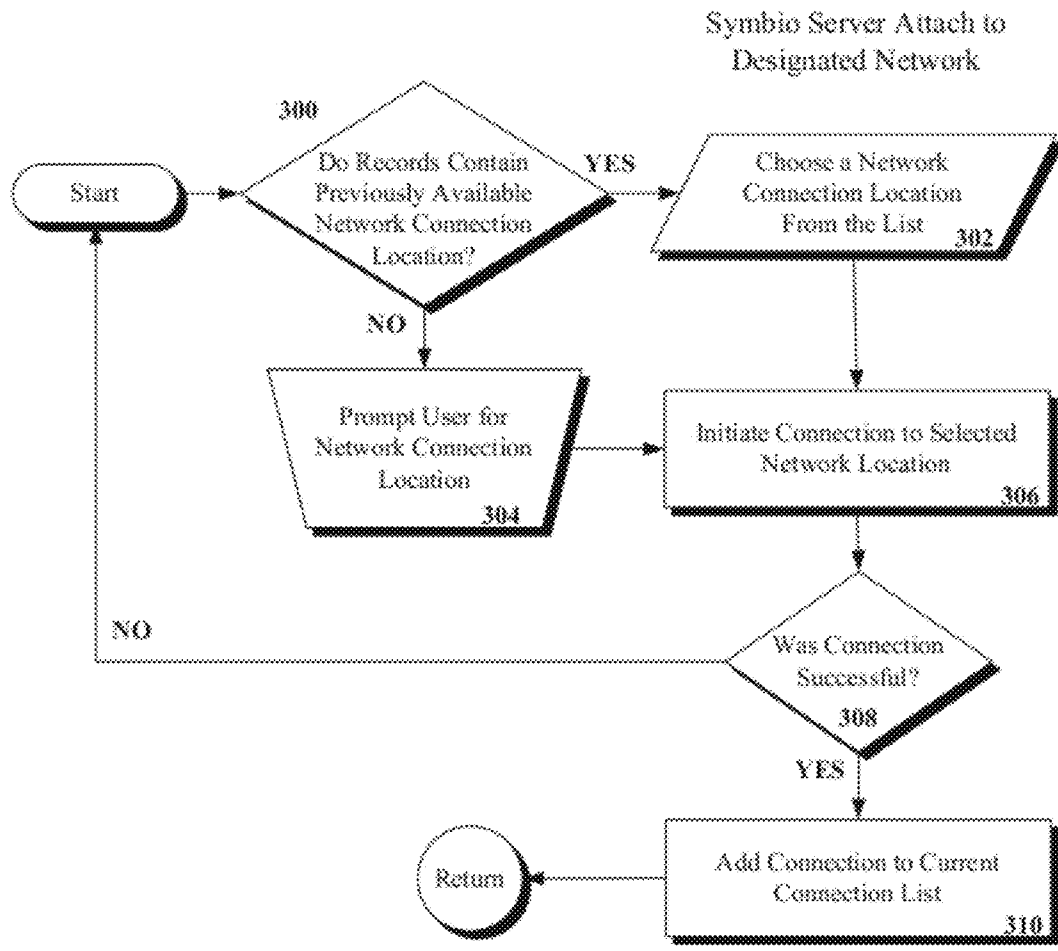 Symbio Server Attach to
Designated Network
300
Start
Do Records Contain
Previously Available
Network Connection
Location?
YES
Choose a Network
Connection Location
From the List
302
NO
Prompt User for
Network Connection
Location
304
Initiate Connection to Selected
Network Location
306
NO
Was Connection
Successful?
308
YES
Return
Add Connection to Current
Connection List
310